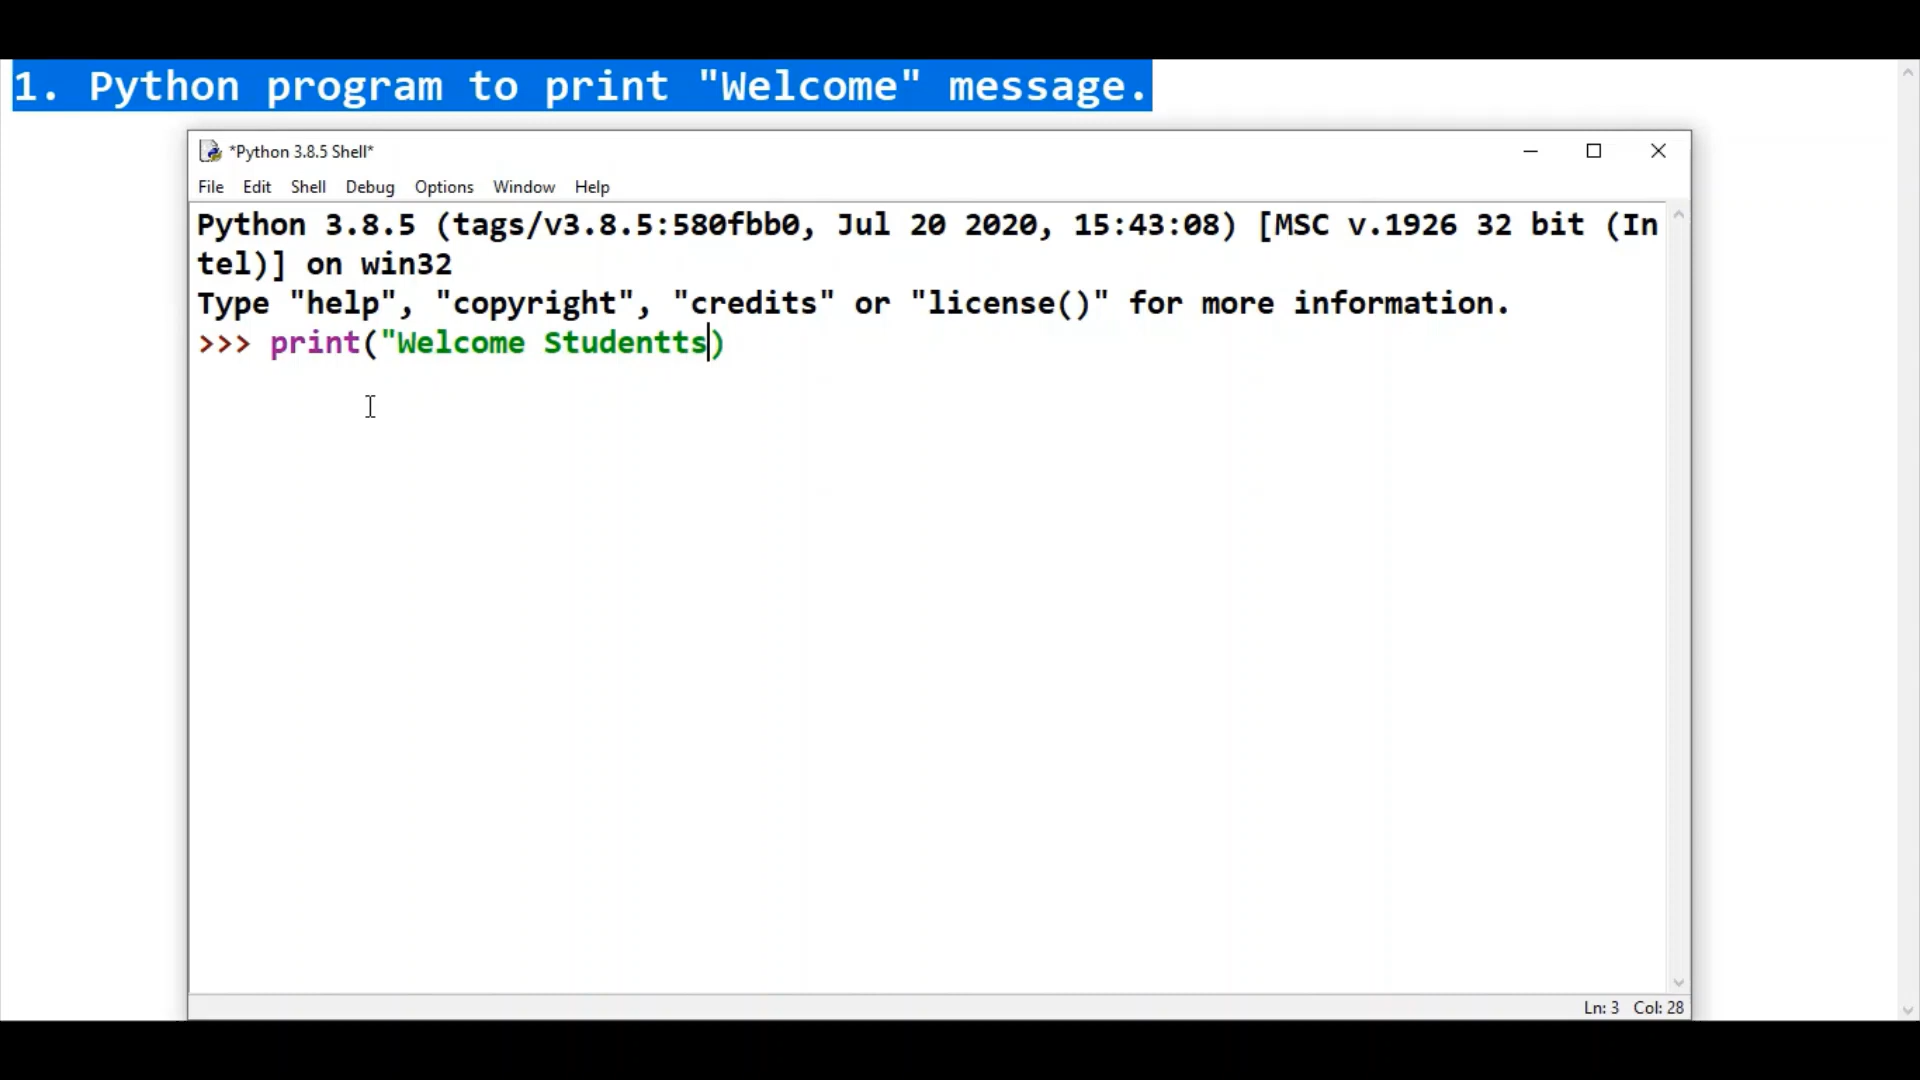 1. Python program to print "Welcome" message.
*Python 3.8.5 Shell*
File Edit Shell Debug Options Window Help
Python 3.8.5 (tags/v3.8.5:580fbb0, Jul 20 2020, 15:43:08) [MSC v.1926 32 bit (In
tel)] on win32
Type "help", "copyright", "credits" or "license()" for more information.
>>> print("Welcome Studentts)
Ln: 3 Col: 28